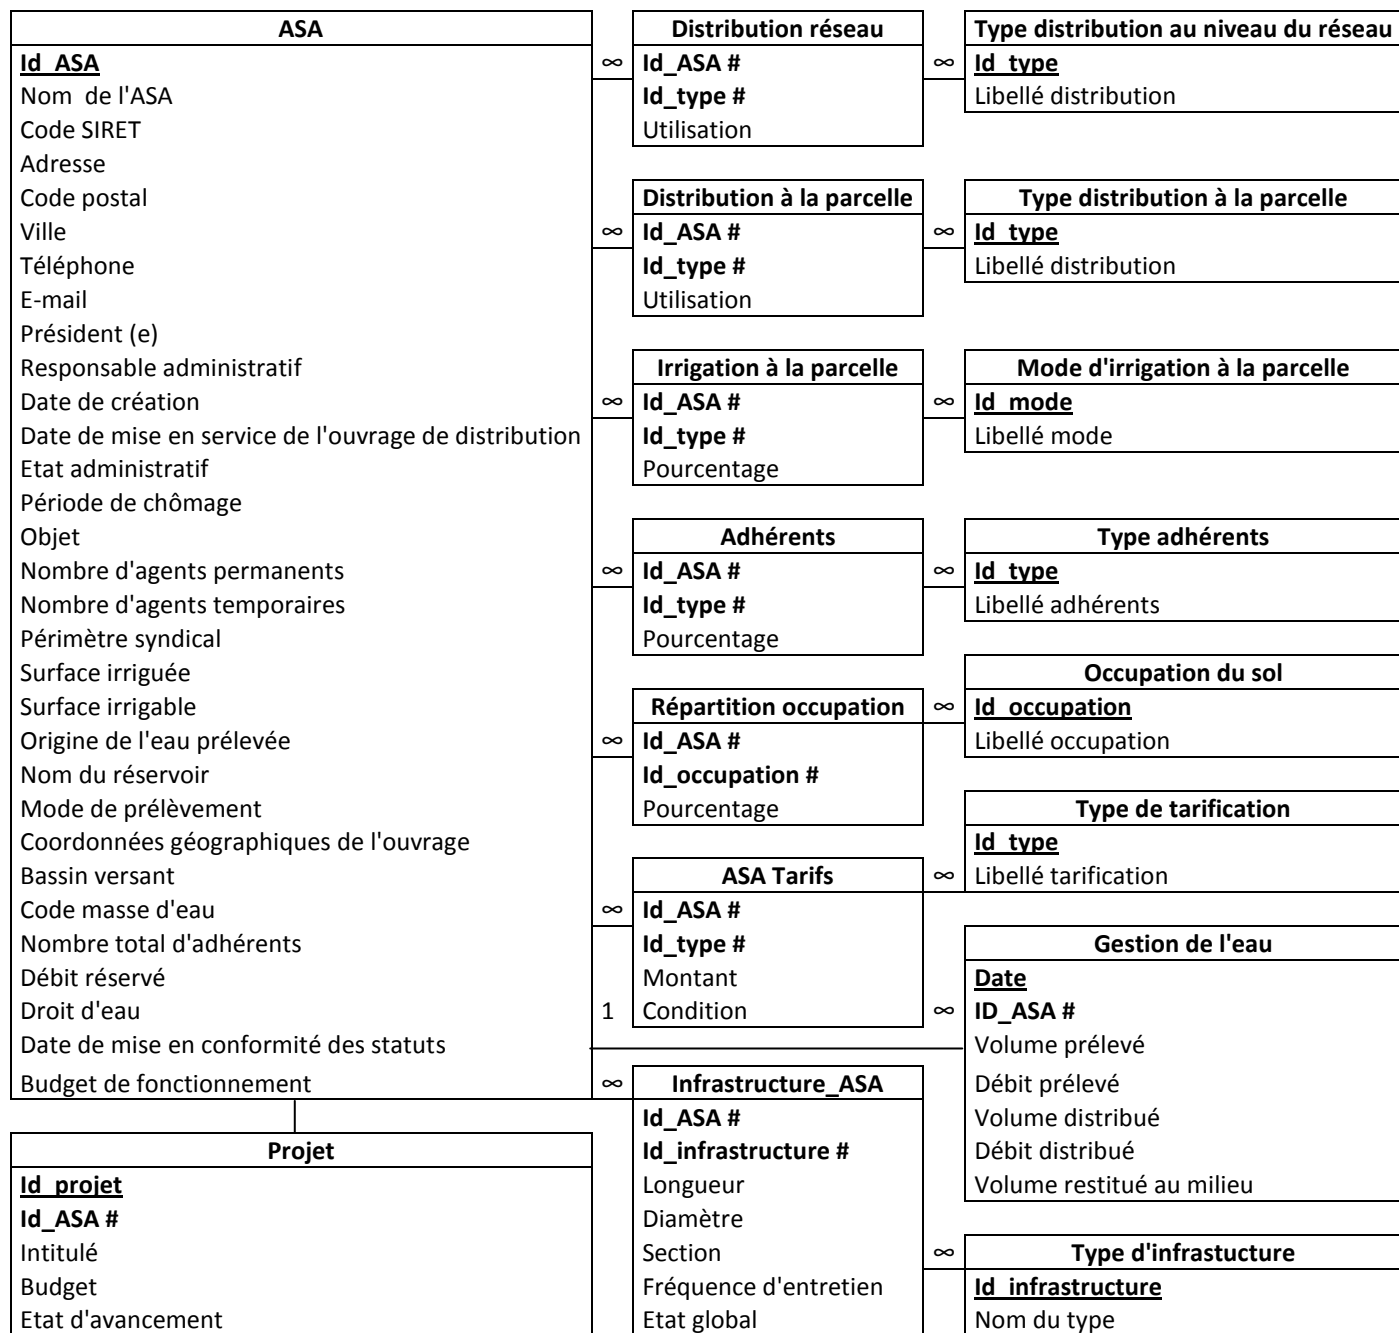 ASA
Id_ASA
Nom de l'ASA
Code SIRET
Adresse
Code postal
Ville
Téléphone
E-mail
Président (e)
Responsable administratif
Date de création
Date de mise en service de l'ouvrage de distribution
Etat administratif
Période de chômage
Objet
Nombre d'agents permanents
Nombre d'agents temporaires
Périmètre syndical
Surface irriguée
Surface irrigable
Origine de l'eau prélevée
Nom du réservoir
Mode de prélèvement
Coordonnées géographiques de l'ouvrage
Bassin versant
Code masse d'eau
Nombre total d'adhérents
Débit réservé
Droit d'eau
Date de mise en conformité des statuts
Budget de fonctionnement
Projet
Id_projet
Id_ASA #
Intitulé
Budget
Etat d'avancement
∞
∞
∞
∞
∞
∞
1
∞
Distribution réseau
Id_ASA #
Id_type #
Utilisation
Distribution à la parcelle
Id_ASA #
Id_type #
Utilisation
Irrigation à la parcelle
Id_ASA #
Id_type #
Pourcentage
Adhérents
Id_ASA #
Id_type #
Pourcentage
Répartition occupation
Id_ASA #
Id_occupation #
Pourcentage
ASA Tarifs
Id_ASA #
Id_type #
Montant
Condition
Infrastructure_ASA
Id_ASA #
Id_infrastructure #
Longueur
Diamètre
Section
Fréquence d'entretien
Etat global
∞
∞
∞
∞
∞
∞
∞
∞
Type distribution au niveau du réseau
Id_type
Libellé distribution
Type distribution à la parcelle
Id_type
Libellé distribution
Mode d'irrigation à la parcelle
Id_mode
Libellé mode
Type adhérents
Id_type
Libellé adhérents
Occupation du sol
Id_occupation
Libellé occupation
Type de tarification
Id_type
Libellé tarification
Gestion de l'eau
Date
ID_ASA #
Volume prélevé
Débit prélevé
Volume distribué
Débit distribué
Volume restitué au milieu
Type d'infrastucture
Id_infrastructure
Nom du type